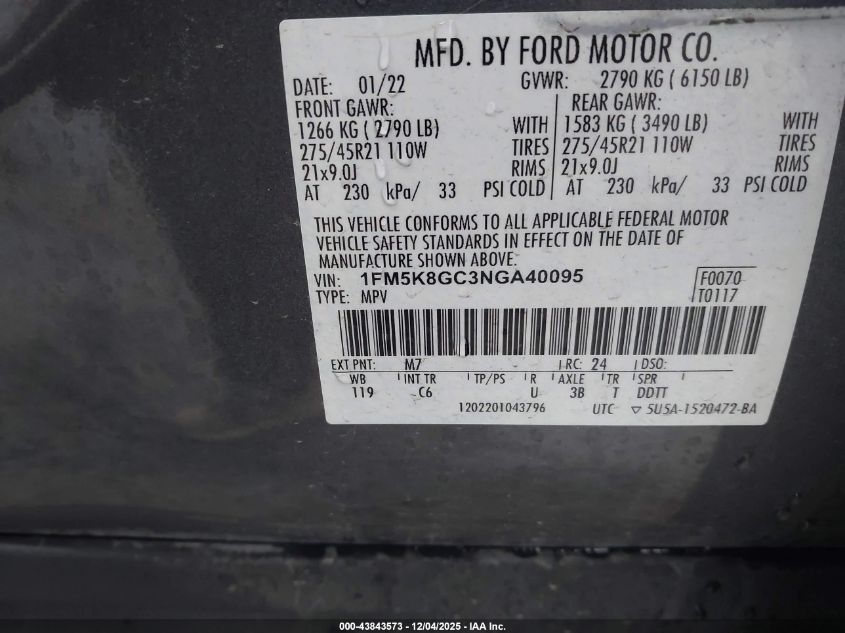 MFD. BY FORD MOTOR CO.
DATE: 01/22 GVWR: 2790 KG ( 6150 LB)
FRONT GAWR: REAR GAWR:
1266 KG ( 2790 LB) WITH 1583 KG ( 3490 LB) WITH
275/45R21 110W TIRES 275/45R21 110W TIRES
21x9.0J RIMS 21x9.0J RIMS
AT 230 kPa/ 33 PSI COLD AT 230 kPa/ 33 PSI COLD
THIS VEHICLE CONFORMS TO ALL APPLICABLE FEDERAL MOTOR
VEHICLE SAFETY STANDARDS IN EFFECT ON THE DATE OF
MANUFACTURE SHOWN ABOVE.
VIN: 1FM5K8GC3NGA40095 F0070
TYPE: MPV T0117
EXT PNT: M7 RC: 24 DSO:
WB INT TR TP/PS R AXLE TR SPR
119 C6 U 3B T DDTT
1202201043796 UTC ▽ 5U5A-1520472-BA
000-43843573 - 12/04/2025 - IAA Inc.